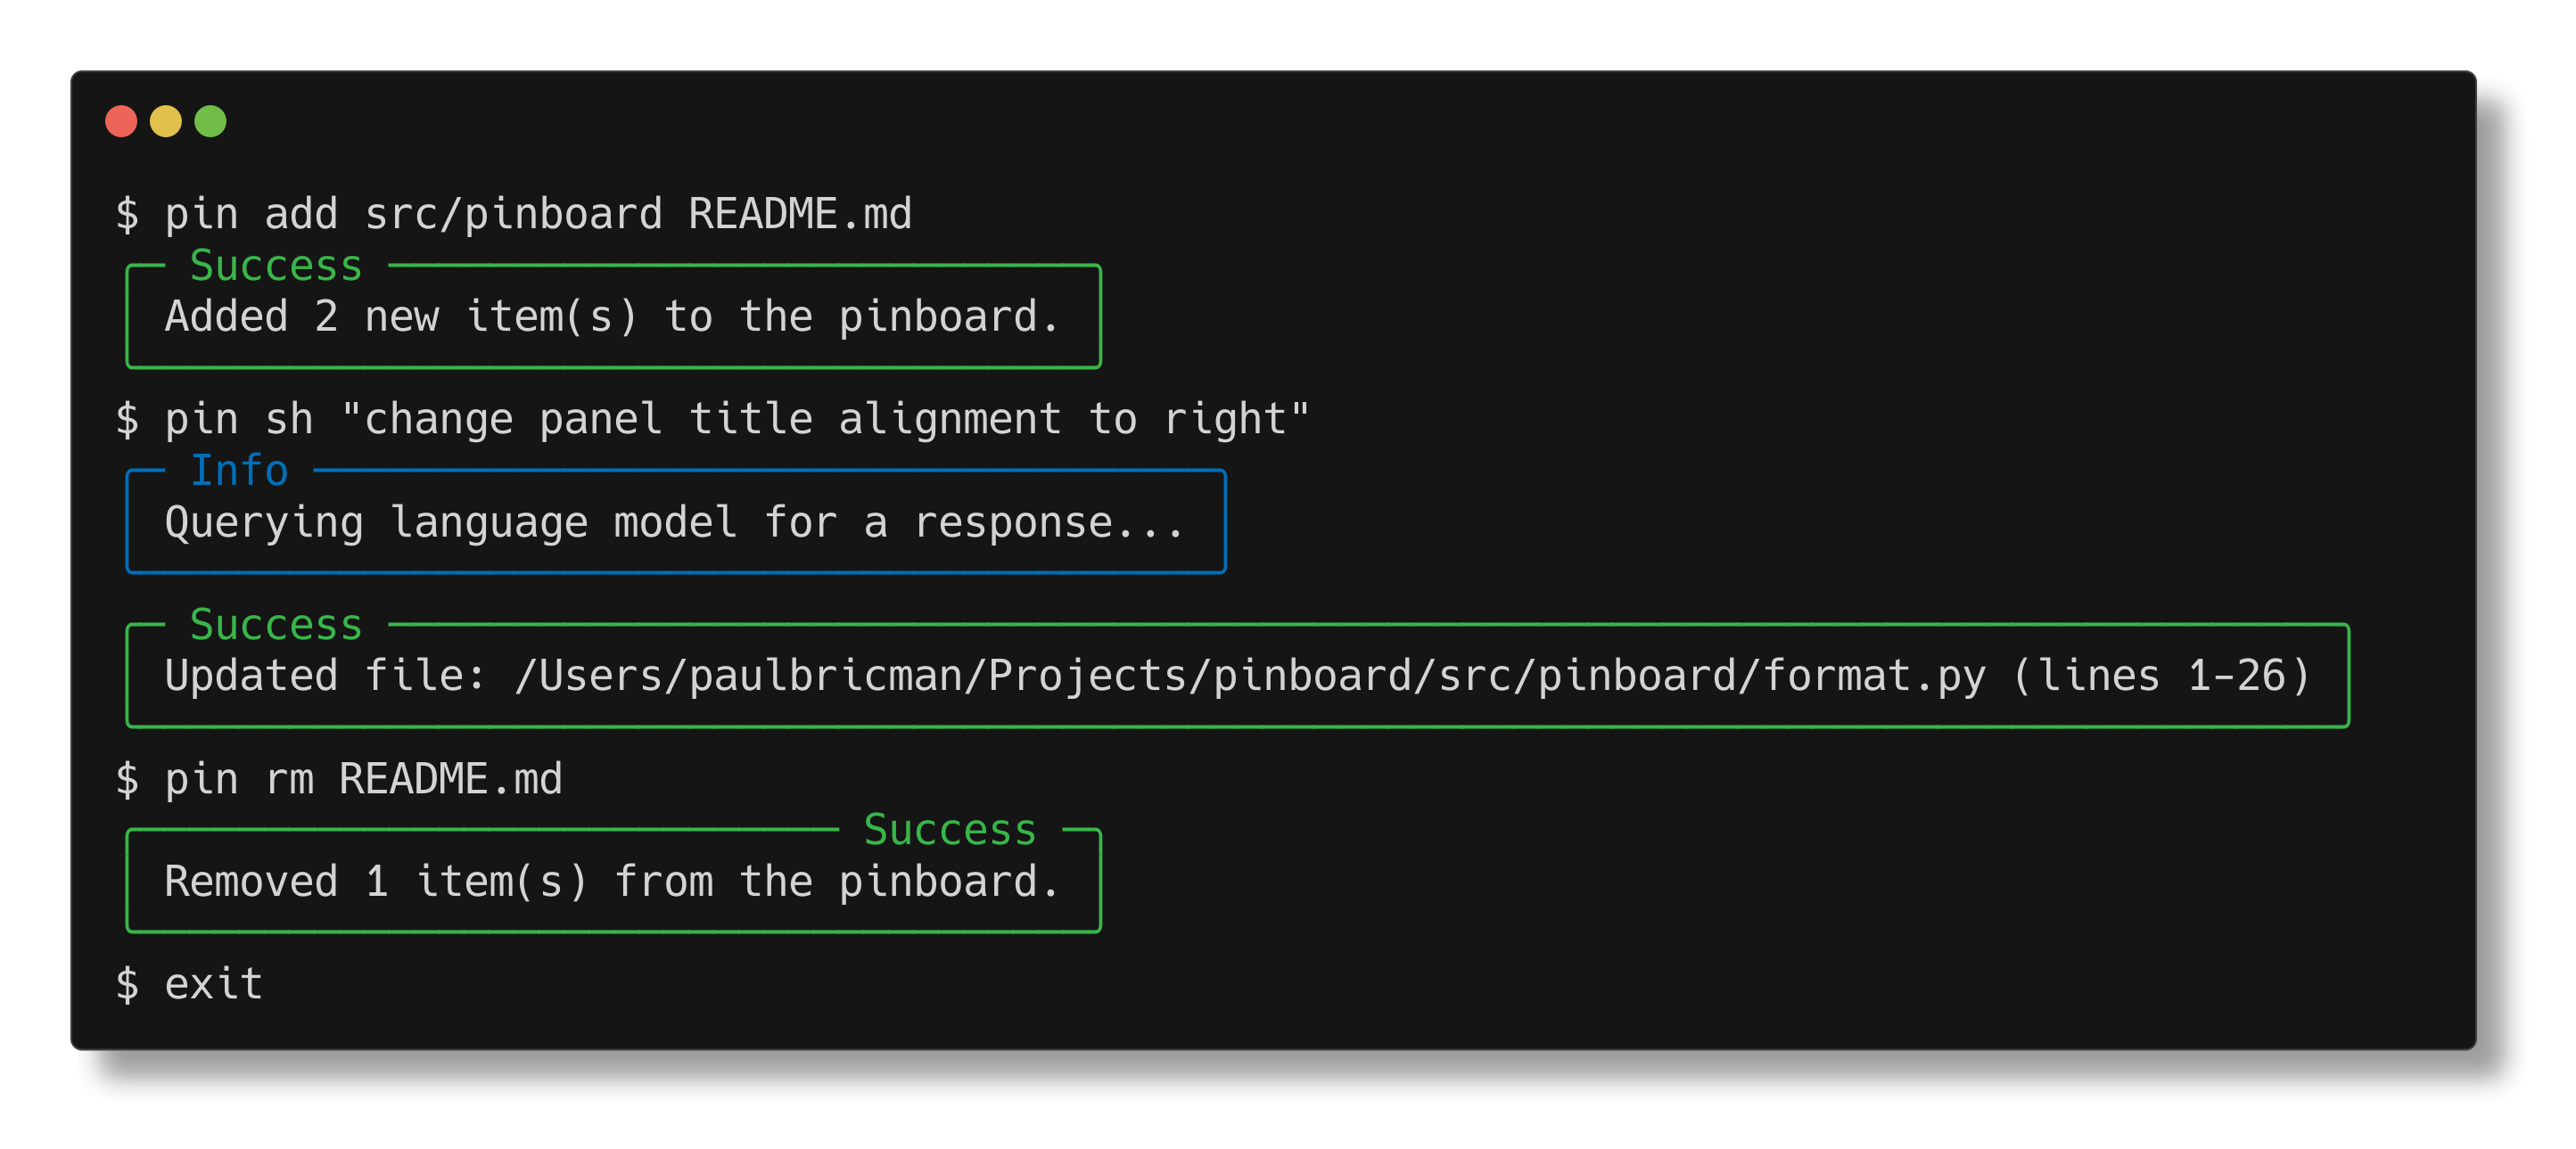 $ pin add src/pinboard README.md
Success
Added 2 new item(s) to the pinboard.
$ pin sh "change panel title alignment to right"
Info
Querying language model for a response...
Success
Updated file: /Users/paulbricman/Projects/pinboard/src/pinboard/format.py (lines 1-26)
$ pin rm README.md
Success
Removed 1 item(s) from the pinboard.
$ exit